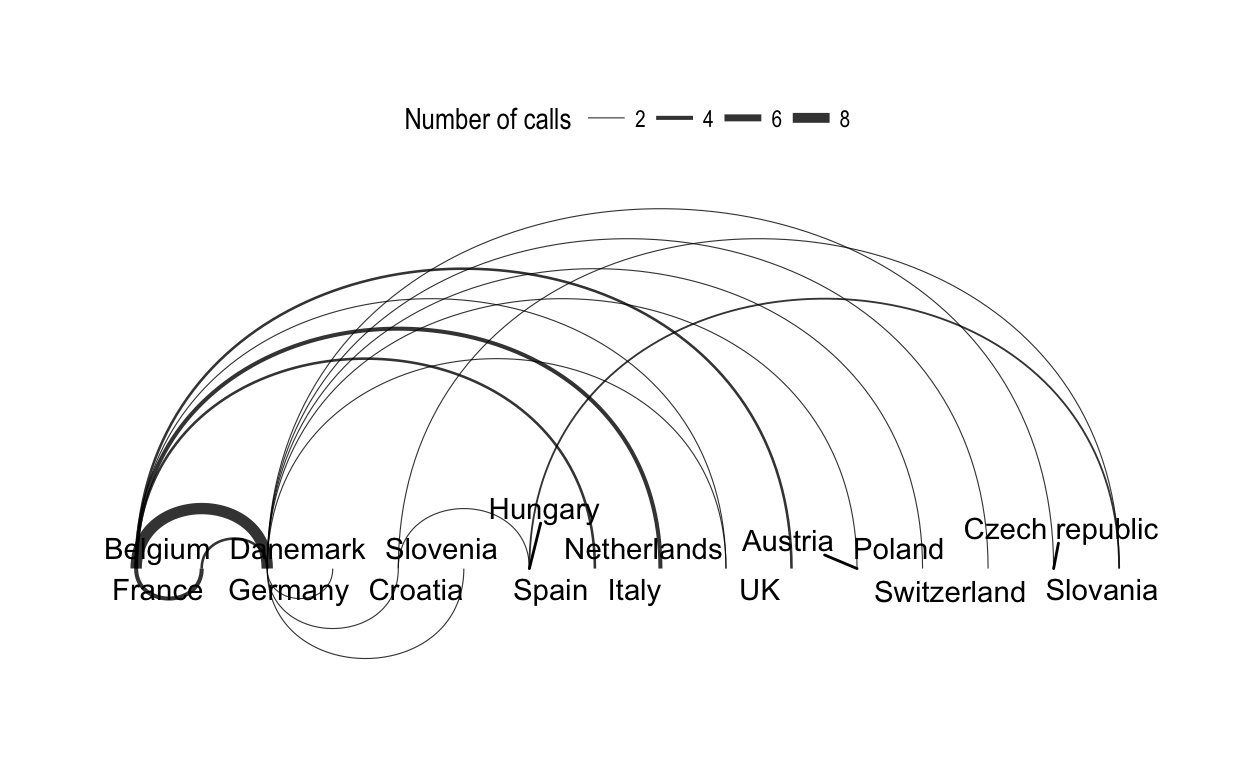 Number of calls 2 4 6 8
Hungary
Czech republic
Belgium Danemark Slovenia Netherlands Austria Poland
France Germany Croatia Spain Italy UK Switzerland Slovania